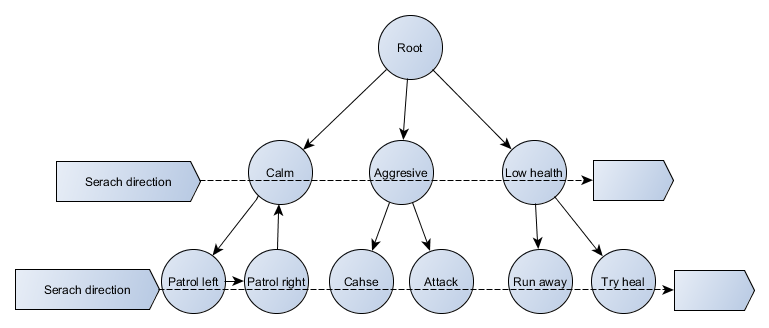 Root
Serach direction
Calm
Aggresive
Low health
Serach direction
Patrol left
Patrol right
Cahse
Attack
Run away
Try heal